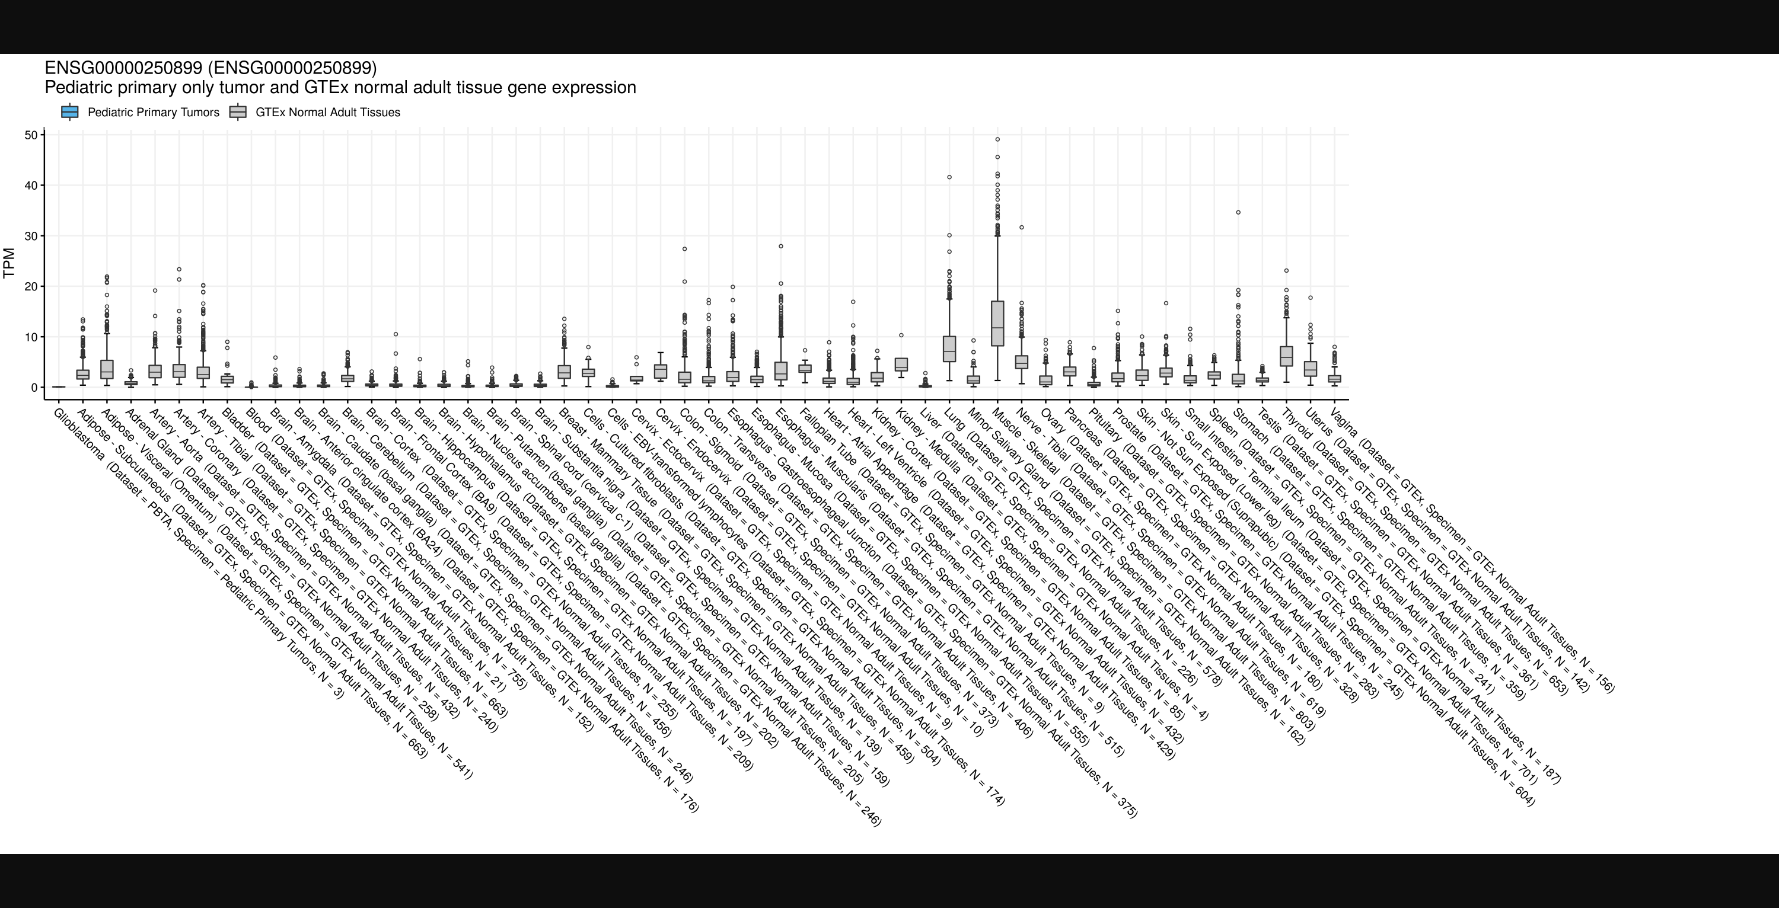 ENSG00000250899 (ENSG00000250899)
Pediatric primary only tumor and GTEx normal adult tissue gene expression
Pediatric Primary Tumors
GTEx Normal Adult Tissues
TPM
50
40
30
20
10
0
Glioblastoma (Dataset = PBTA, Specimen = Pediatric Primary Tumors, N = 3)
Adipose - Subcutaneous (Dataset = GTEx, Specimen = GTEx Normal Adult Tissues, N = 663)
Adipose - Visceral (Omentum) (Dataset = GTEx, Specimen = GTEx Normal Adult Tissues, N = 541)
Adrenal Gland (Dataset = GTEx, Specimen = GTEx Normal Adult Tissues, N = 258)
Artery - Aorta (Dataset = GTEx, Specimen = GTEx Normal Adult Tissues, N = 432)
Artery - Coronary (Dataset = GTEx, Specimen = GTEx Normal Adult Tissues, N = 240)
Artery - Tibial (Dataset = GTEx, Specimen = GTEx Normal Adult Tissues, N = 663)
Bladder (Dataset = GTEx, Specimen = GTEx Normal Adult Tissues, N = 21)
Blood (Dataset = GTEx, Specimen = GTEx Normal Adult Tissues, N = 755)
Brain - Amygdala (Dataset = GTEx, Specimen = GTEx Normal Adult Tissues, N = 152)
Brain - Anterior cingulate cortex (BA24) (Dataset = GTEx, Specimen = GTEx Normal Adult Tissues, N = 176)
Brain - Caudate (basal ganglia) (Dataset = GTEx, Specimen = GTEx Normal Adult Tissues, N = 246)
Brain - Cerebellum (Dataset = GTEx, Specimen = GTEx Normal Adult Tissues, N = 456)
Brain - Cortex (Dataset = GTEx, Specimen = GTEx Normal Adult Tissues, N = 255)
Brain - Frontal Cortex (BA9) (Dataset = GTEx, Specimen = GTEx Normal Adult Tissues, N = 209)
Brain - Hippocampus (Dataset = GTEx, Specimen = GTEx Normal Adult Tissues, N = 197)
Brain - Hypothalamus (Dataset = GTEx, Specimen = GTEx Normal Adult Tissues, N = 202)
Brain - Nucleus accumbens (basal ganglia) (Dataset = GTEx, Specimen = GTEx Normal Adult Tissues, N = 246)
Brain - Putamen (basal ganglia) (Dataset = GTEx, Specimen = GTEx Normal Adult Tissues, N = 205)
Brain - Spinal cord (cervical c-1) (Dataset = GTEx, Specimen = GTEx Normal Adult Tissues, N = 159)
Brain - Substantia nigra (Dataset = GTEx, Specimen = GTEx Normal Adult Tissues, N = 139)
Breast - Mammary Tissue (Dataset = GTEx, Specimen = GTEx Normal Adult Tissues, N = 459)
Cells - Cultured fibroblasts (Dataset = GTEx, Specimen = GTEx Normal Adult Tissues, N = 504)
Cells - EBV-transformed lymphocytes (Dataset = GTEx, Specimen = GTEx Normal Adult Tissues, N = 174)
Cervix - Ectocervix (Dataset = GTEx, Specimen = GTEx Normal Adult Tissues, N = 9)
Cervix - Endocervix (Dataset = GTEx, Specimen = GTEx Normal Adult Tissues, N = 10)
Colon - Sigmoid (Dataset = GTEx, Specimen = GTEx Normal Adult Tissues, N = 373)
Colon - Transverse (Dataset = GTEx, Specimen = GTEx Normal Adult Tissues, N = 406)
Esophagus - Gastroesophageal Junction (Dataset = GTEx, Specimen = GTEx Normal Adult Tissues, N = 375)
Esophagus - Mucosa (Dataset = GTEx, Specimen = GTEx Normal Adult Tissues, N = 555)
Esophagus - Muscularis (Dataset = GTEx, Specimen = GTEx Normal Adult Tissues, N = 515)
Fallopian Tube (Dataset = GTEx, Specimen = GTEx Normal Adult Tissues, N = 9)
Heart - Atrial Appendage (Dataset = GTEx, Specimen = GTEx Normal Adult Tissues, N = 429)
Heart - Left Ventricle (Dataset = GTEx, Specimen = GTEx Normal Adult Tissues, N = 432)
Kidney - Cortex (Dataset = GTEx, Specimen = GTEx Normal Adult Tissues, N = 85)
Kidney - Medulla (Dataset = GTEx, Specimen = GTEx Normal Adult Tissues, N = 4)
Liver (Dataset = GTEx, Specimen = GTEx Normal Adult Tissues, N = 226)
Lung (Dataset = GTEx, Specimen = GTEx Normal Adult Tissues, N = 578)
Minor Salivary Gland (Dataset = GTEx, Specimen = GTEx Normal Adult Tissues, N = 162)
Muscle - Skeletal (Dataset = GTEx, Specimen = GTEx Normal Adult Tissues, N = 803)
Nerve - Tibial (Dataset = GTEx, Specimen = GTEx Normal Adult Tissues, N = 619)
Ovary (Dataset = GTEx, Specimen = GTEx Normal Adult Tissues, N = 180)
Pancreas (Dataset = GTEx, Specimen = GTEx Normal Adult Tissues, N = 328)
Pituitary (Dataset = GTEx, Specimen = GTEx Normal Adult Tissues, N = 283)
Prostate (Dataset = GTEx, Specimen = GTEx Normal Adult Tissues, N = 245)
Skin - Not Sun Exposed (Suprapubic) (Dataset = GTEx, Specimen = GTEx Normal Adult Tissues, N = 604)
Skin - Sun Exposed (Lower leg) (Dataset = GTEx, Specimen = GTEx Normal Adult Tissues, N = 701)
Small Intestine - Terminal Ileum (Dataset = GTEx, Specimen = GTEx Normal Adult Tissues, N = 187)
Spleen (Dataset = GTEx, Specimen = GTEx Normal Adult Tissues, N = 241)
Stomach (Dataset = GTEx, Specimen = GTEx Normal Adult Tissues, N = 359)
Testis (Dataset = GTEx, Specimen = GTEx Normal Adult Tissues, N = 361)
Thyroid (Dataset = GTEx, Specimen = GTEx Normal Adult Tissues, N = 653)
Uterus (Dataset = GTEx, Specimen = GTEx Normal Adult Tissues, N = 142)
Vagina (Dataset = GTEx, Specimen = GTEx Normal Adult Tissues, N = 156)